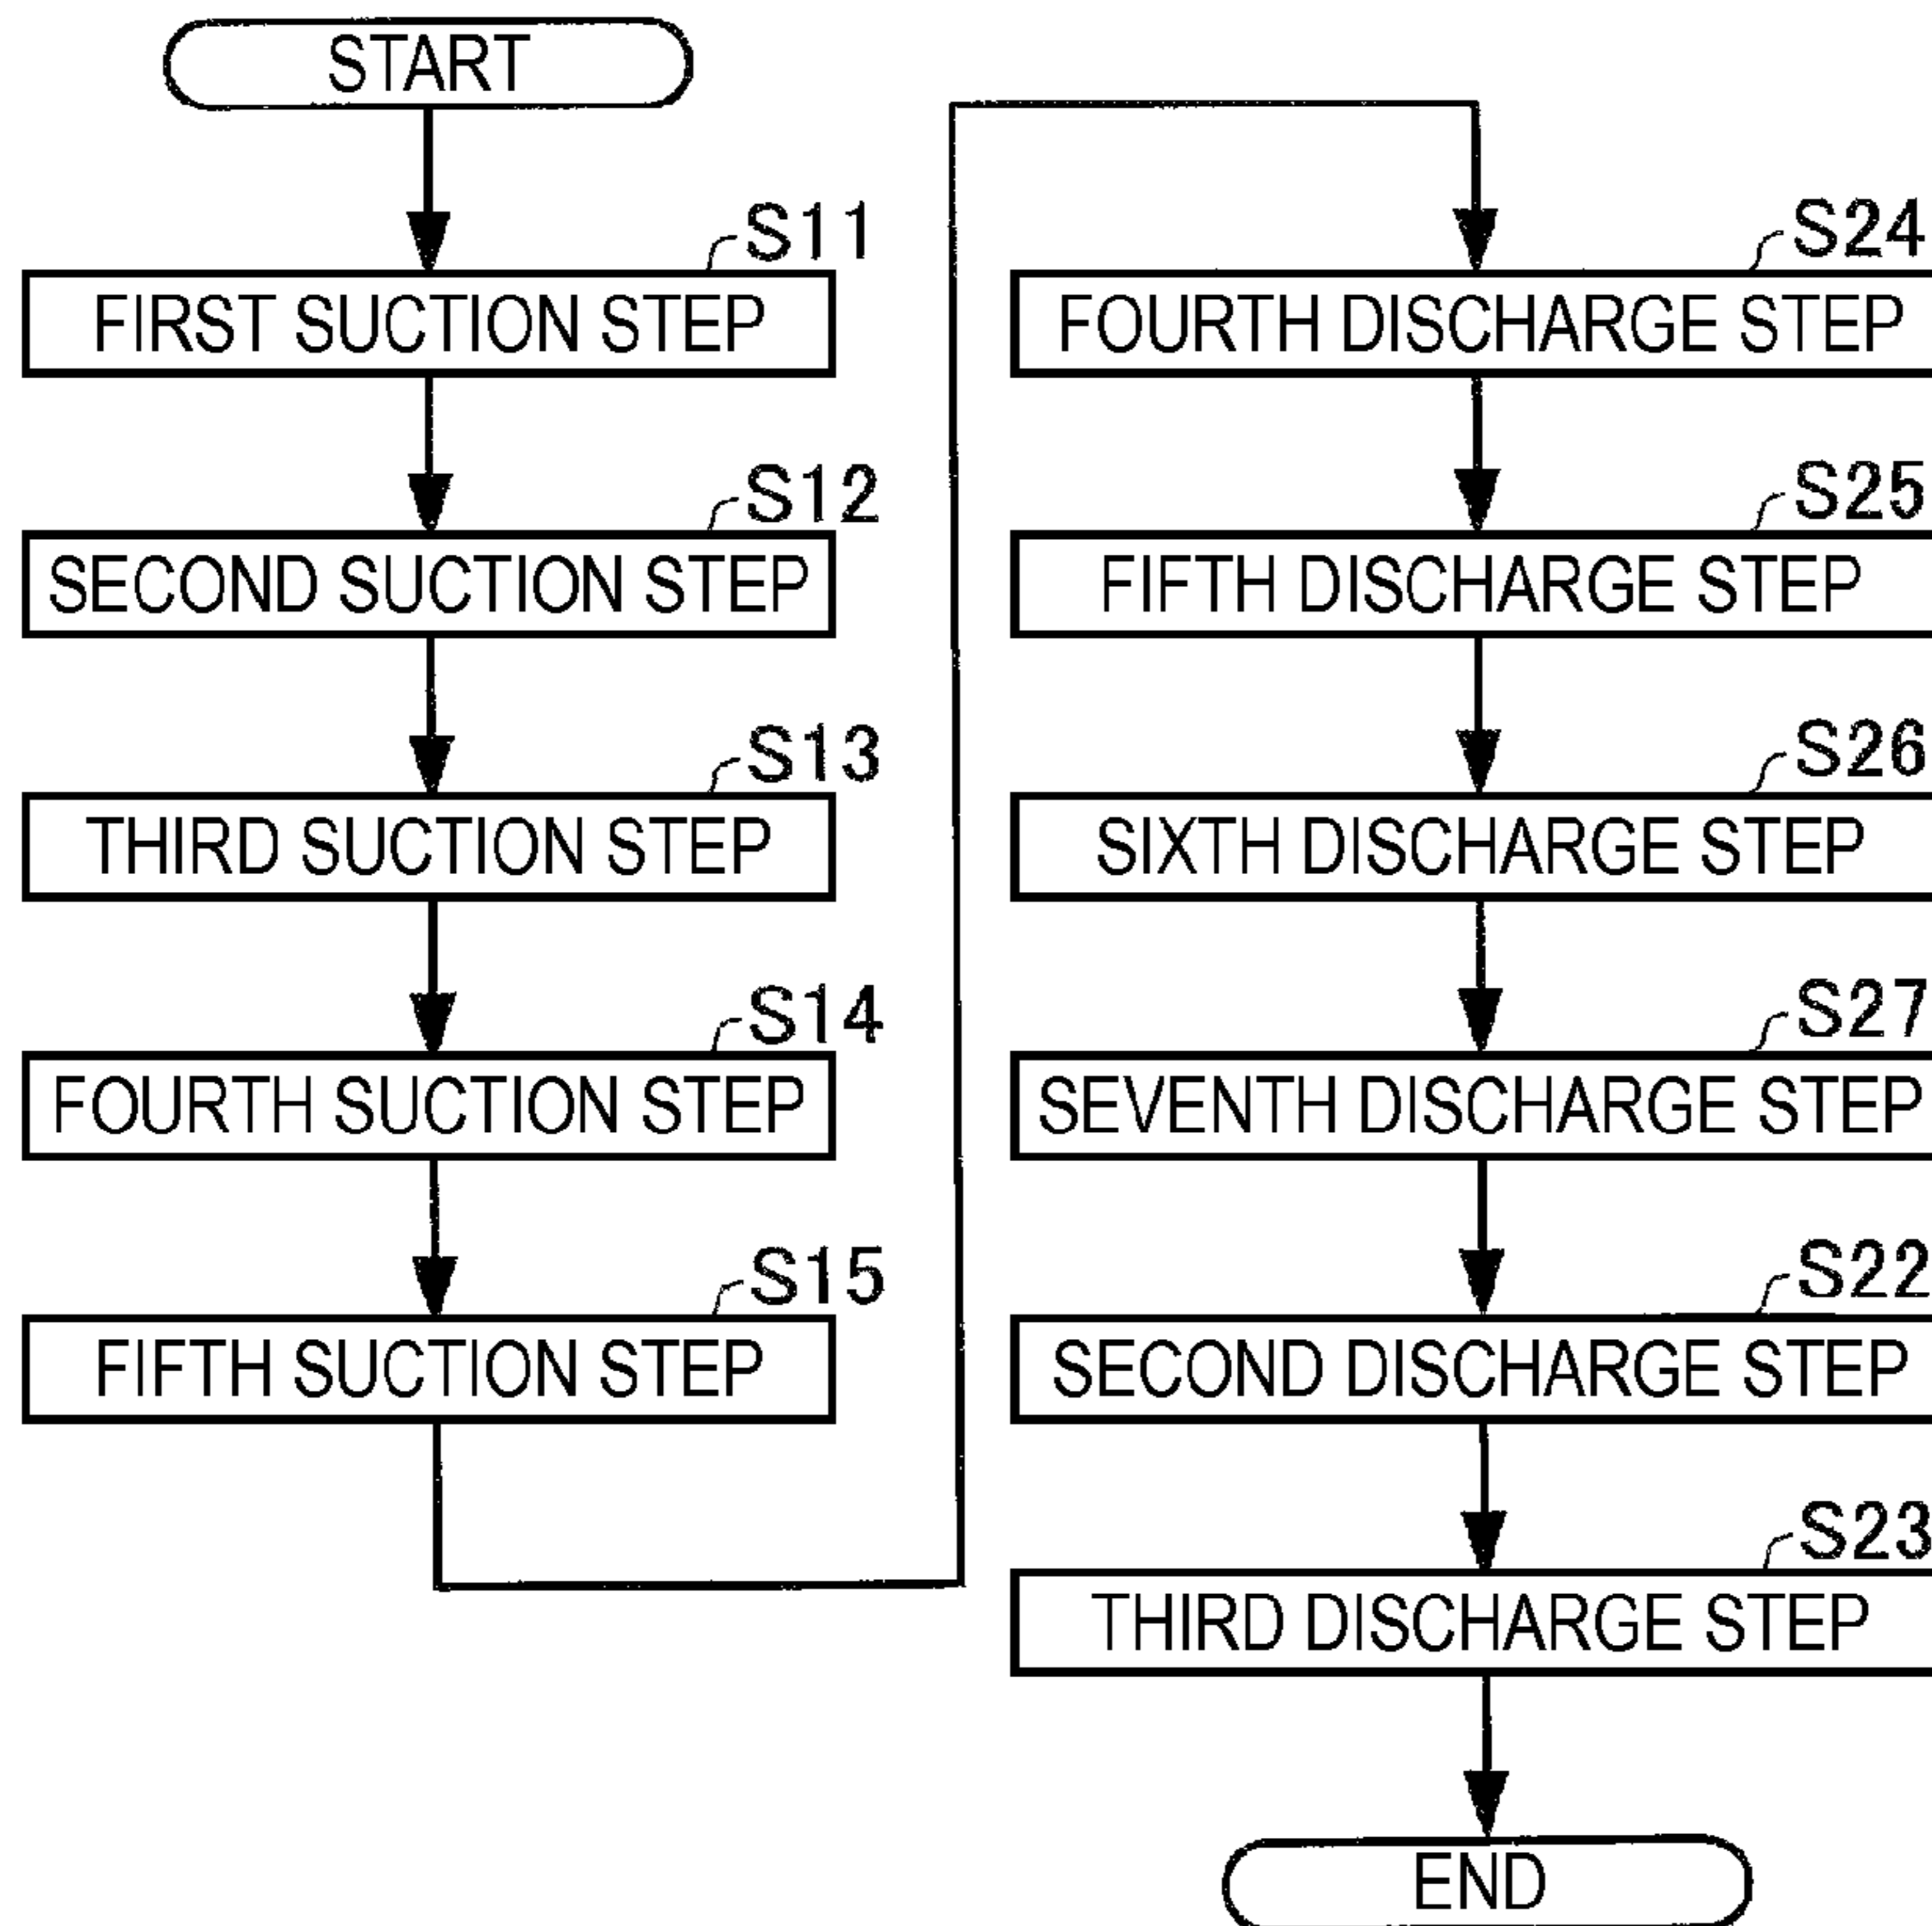 START
S11
FIRST SUCTION STEP
S12
SECOND SUCTION STEP
S13
THIRD SUCTION STEP
S14
FOURTH SUCTION STEP
S15
FIFTH SUCTION STEP
S24
FOURTH DISCHARGE STEP
S25
FIFTH DISCHARGE STEP
S26
SIXTH DISCHARGE STEP
S27
SEVENTH DISCHARGE STEP
S22
SECOND DISCHARGE STEP
S23
THIRD DISCHARGE STEP
END